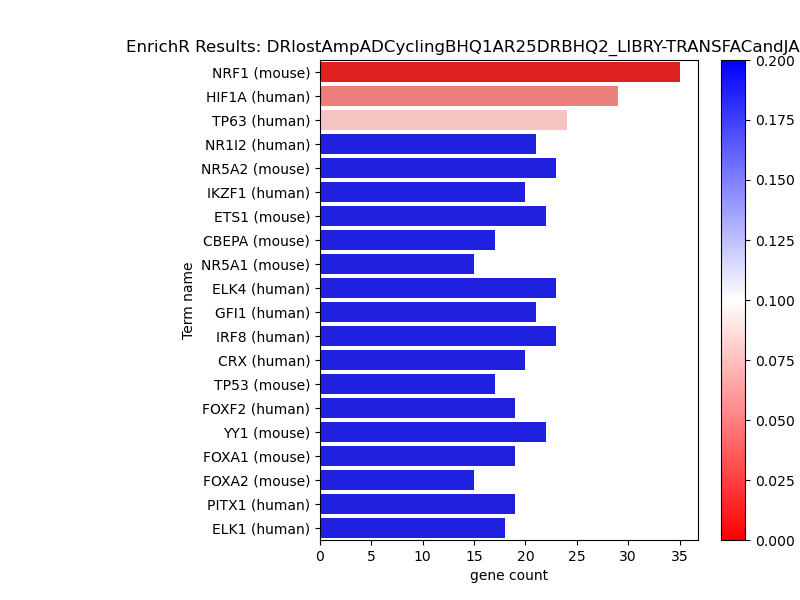 EnrichR Results: DRlostAmpADCyclingBHQ1AR25DRBHQ2_LIBRY-TRANSFACandJA
NRF1 (mouse)
HIF1A (human)
TP63 (human)
NR1I2 (human)
NR5A2 (mouse)
IKZF1 (human)
ETS1 (mouse)
CBEPA (mouse)
NR5A1 (mouse)
ELK4 (human)
GFI1 (human)
IRF8 (human)
CRX (human)
TP53 (mouse)
FOXF2 (human)
YY1 (mouse)
FOXA1 (mouse)
FOXA2 (mouse)
PITX1 (human)
ELK1 (human)
Term name
0 5 10 15 20 25 30 35
gene count
0.200
0.175
0.150
0.125
0.100
0.075
0.050
0.025
0.000